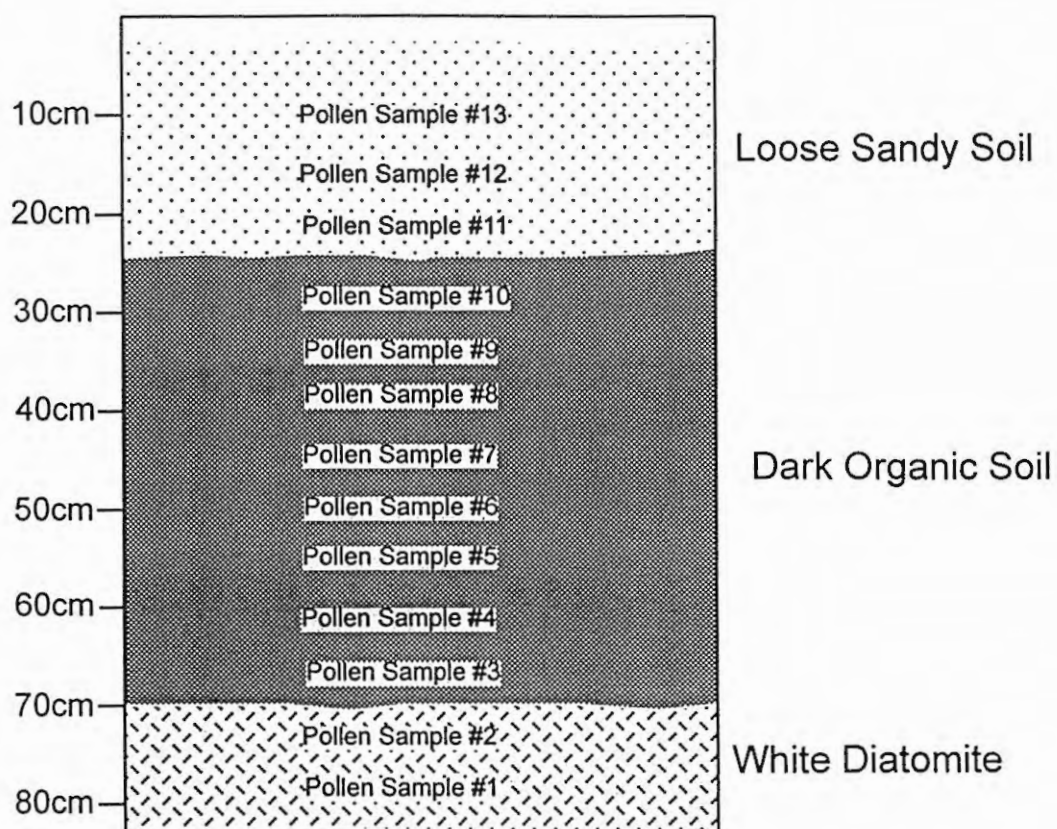 10cm
Pollen Sample #13
Loose Sandy Soil
Pollen Sample #12
20cm
Pollen Sample #11
30cm
Pollen Sample #10
Pollen Sample #9
Pollen Sample #8
40cm
Pollen Sample #7
Dark Organic Soil
50cm
Pollen Sample #6
Pollen Sample #5
60cm
Pollen Sample #4
Pollen Sample #3
70cm
Pollen Sample #2
White Diatomite
Pollen Sample #1
80cm